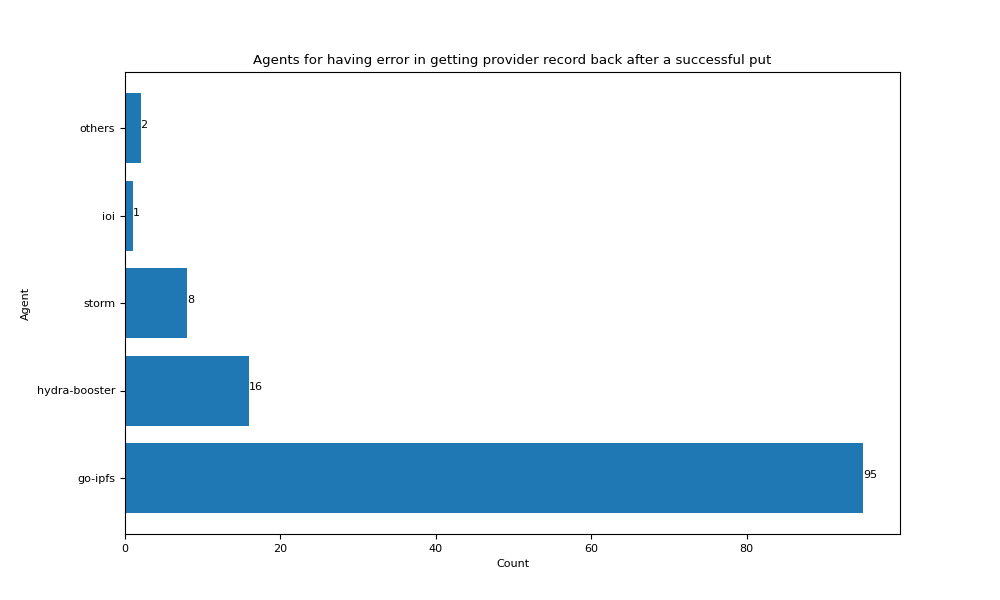 Agents for having error in getting provider record back after a successful put
others
2
ioi
1
storm
8
Agent
hydra-booster
16
go-ipfs
95
0 20 40 60 80
Count